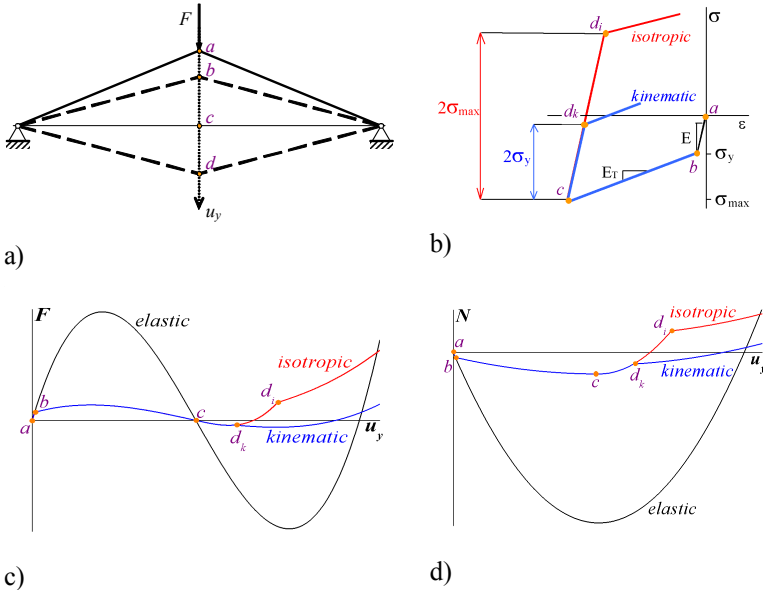 a)
F
a
b
c
d
u_y
b)
σ
d_i
isotropic
2σ_max
d_k
kinematic
a
ε
2σ_y
E
σ_y
b
E_T
c
σ_max
c)
F
elastic
isotropic
b
a
c
d_i
d_k
kinematic
u_y
d)
N
isotropic
a
d_i
b
u_y
c
d_k
kinematic
elastic